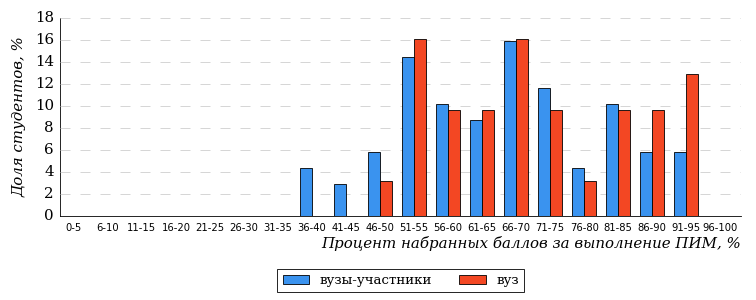 Доля студентов, %
18
16
14
12
10
8
6
4
2
0
0-5 6-10 11-15 16-20 21-25 26-30 31-35 36-40 41-45 46-50 51-55 56-60 61-65 66-70 71-75 76-80 81-85 86-90 91-95 96-100
Процент набранных баллов за выполнение ПИМ, %
вузы-участники вуз